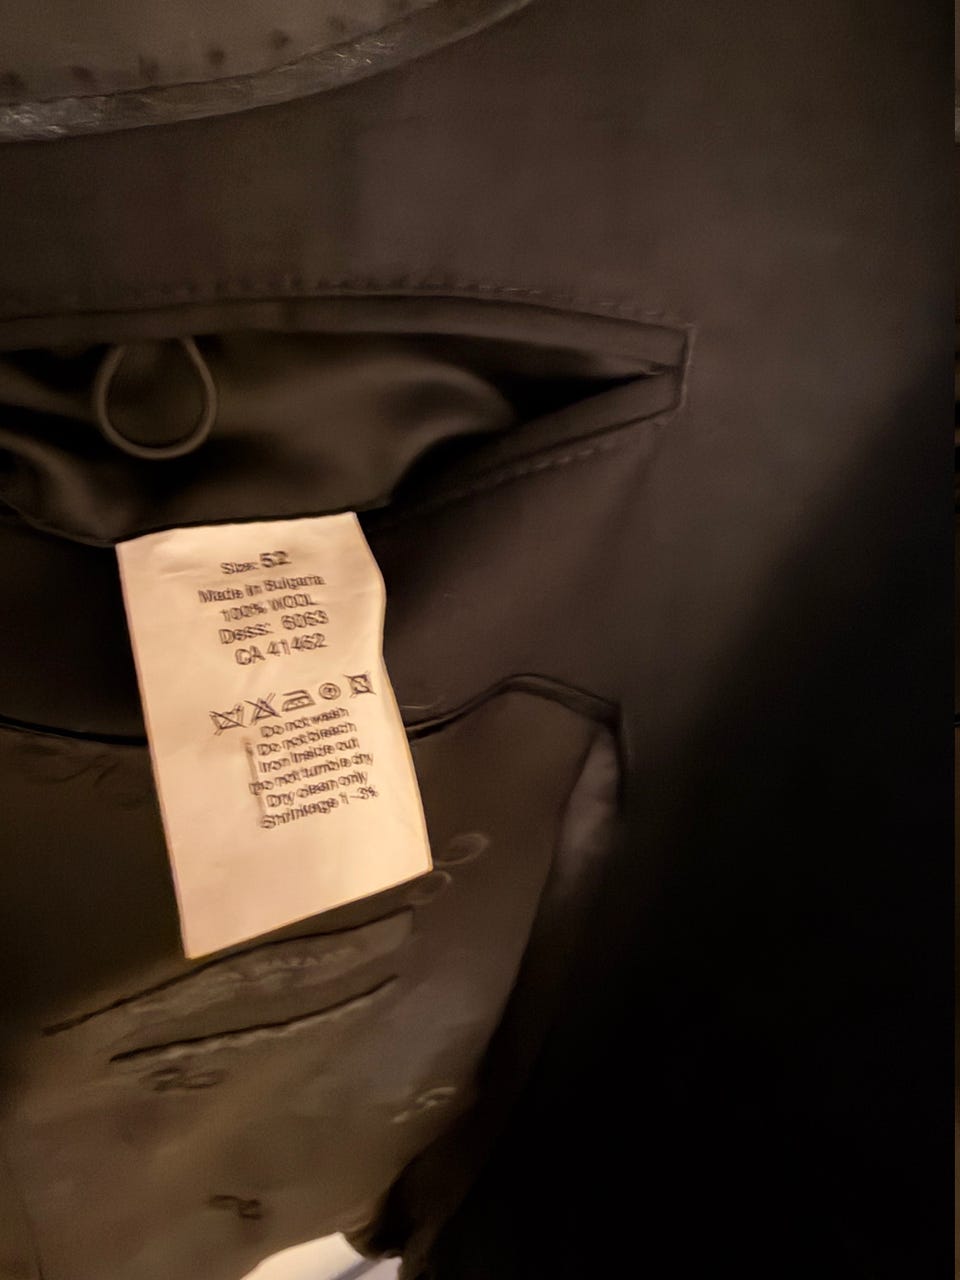 Size: 52
Made in Bulgaria
100% WOOL
Dess: 6063
CA 41462
Do not wash
Do not bleach
Iron inside out
Do not tumble dry
Dry clean only
Shrinkage 1-3%